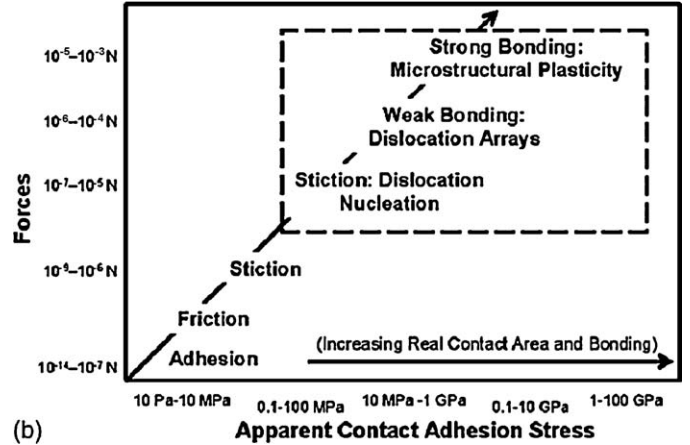 10⁻⁵–10⁻³N
Strong Bonding:
Microstructural Plasticity
10⁻⁶–10⁻⁴N
Weak Bonding:
Dislocation Arrays
10⁻⁷–10⁻⁵N
Stiction: Dislocation
Nucleation
Forces
10⁻⁹–10⁻⁶N
Stiction
Friction
(Increasing Real Contact Area and Bonding)
10⁻¹⁴–10⁻⁷N
Adhesion
10 Pa-10 MPa
0.1-100 MPa
10 MPa-1 GPa
0.1-10 GPa
1-100 GPa
(b)
Apparent Contact Adhesion Stress